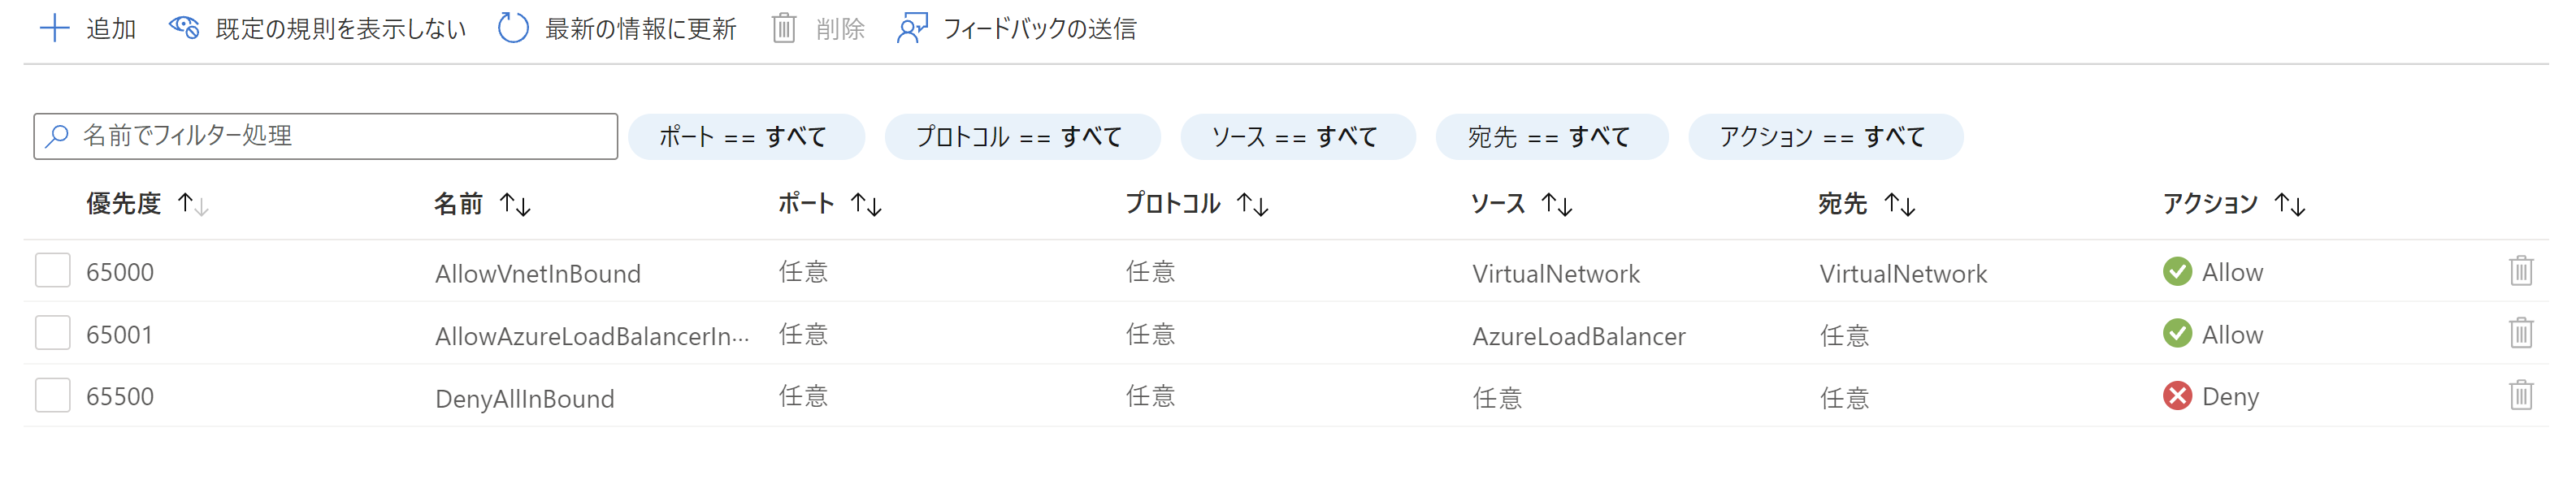 追加 既定の規則を表示しない 最新の情報に更新 削除 フィードバックの送信
名前でフィルター処理 ポート == すべて プロトコル == すべて ソース == すべて 宛先 == すべて アクション == すべて
優先度 ↑↓ 名前 ↑↓ ポート ↑↓ プロトコル ↑↓ ソース ↑↓ 宛先 ↑↓ アクション ↑↓
65000 AllowVnetInBound 任意 任意 VirtualNetwork VirtualNetwork Allow
65001 AllowAzureLoadBalancerIn… 任意 任意 AzureLoadBalancer 任意 Allow
65500 DenyAllInBound 任意 任意 任意 任意 Deny